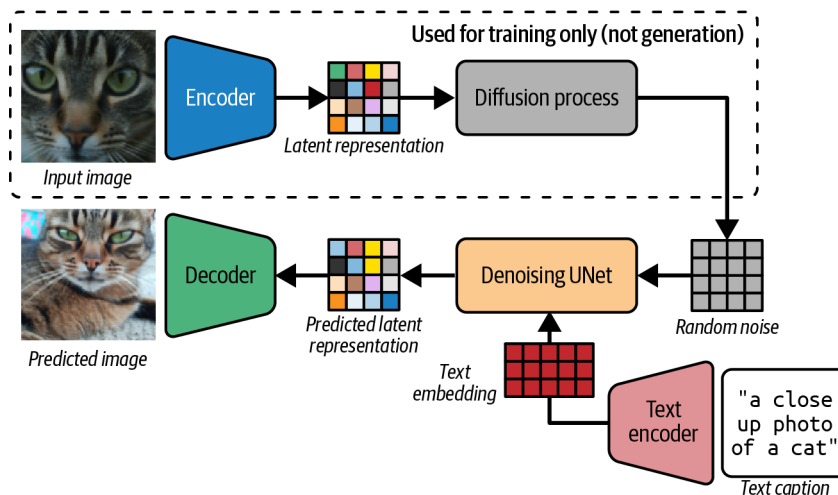 Used for training only (not generation)
Encoder
Diffusion process
Latent representation
Input image
Decoder
Denoising UNet
Predicted latent
representation
Random noise
Predicted image
Text
embedding
Text
encoder
"a close
up photo
of a cat"
Text caption